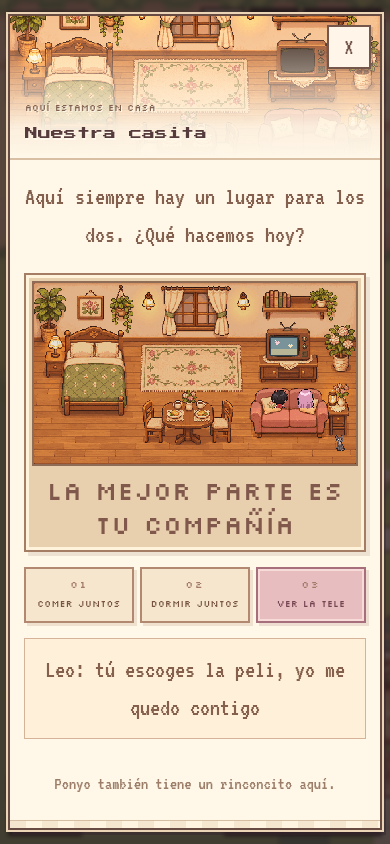 X
AQUÍ ESTAMOS EN CASA
Nuestra casita
Aquí siempre hay un lugar para los
dos. ¿Qué hacemos hoy?
LA MEJOR PARTE ES
TU COMPAÑÍA
01
COMER JUNTOS
02
DORMIR JUNTOS
03
VER LA TELE
Leo: tú escoges la peli, yo me
quedo contigo
Ponyo también tiene un rinconcito aquí.